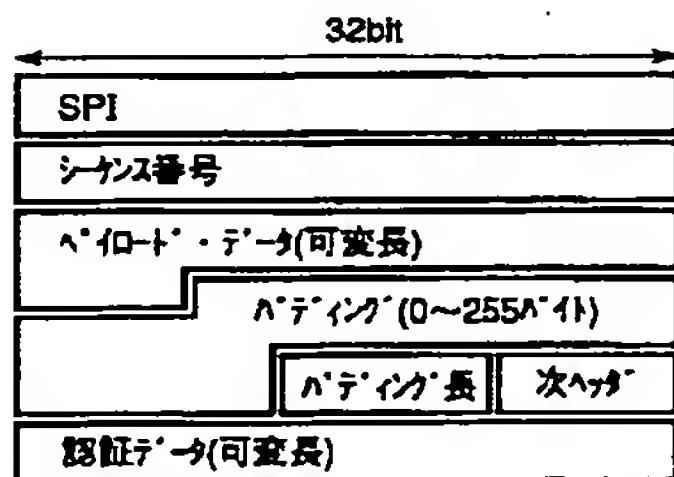 32bit
SPI
シーケンス番号
ペイロード・データ(可変長)
パディング(0〜255バイト)
パディング長 次ヘッダ
認証データ(可変長)